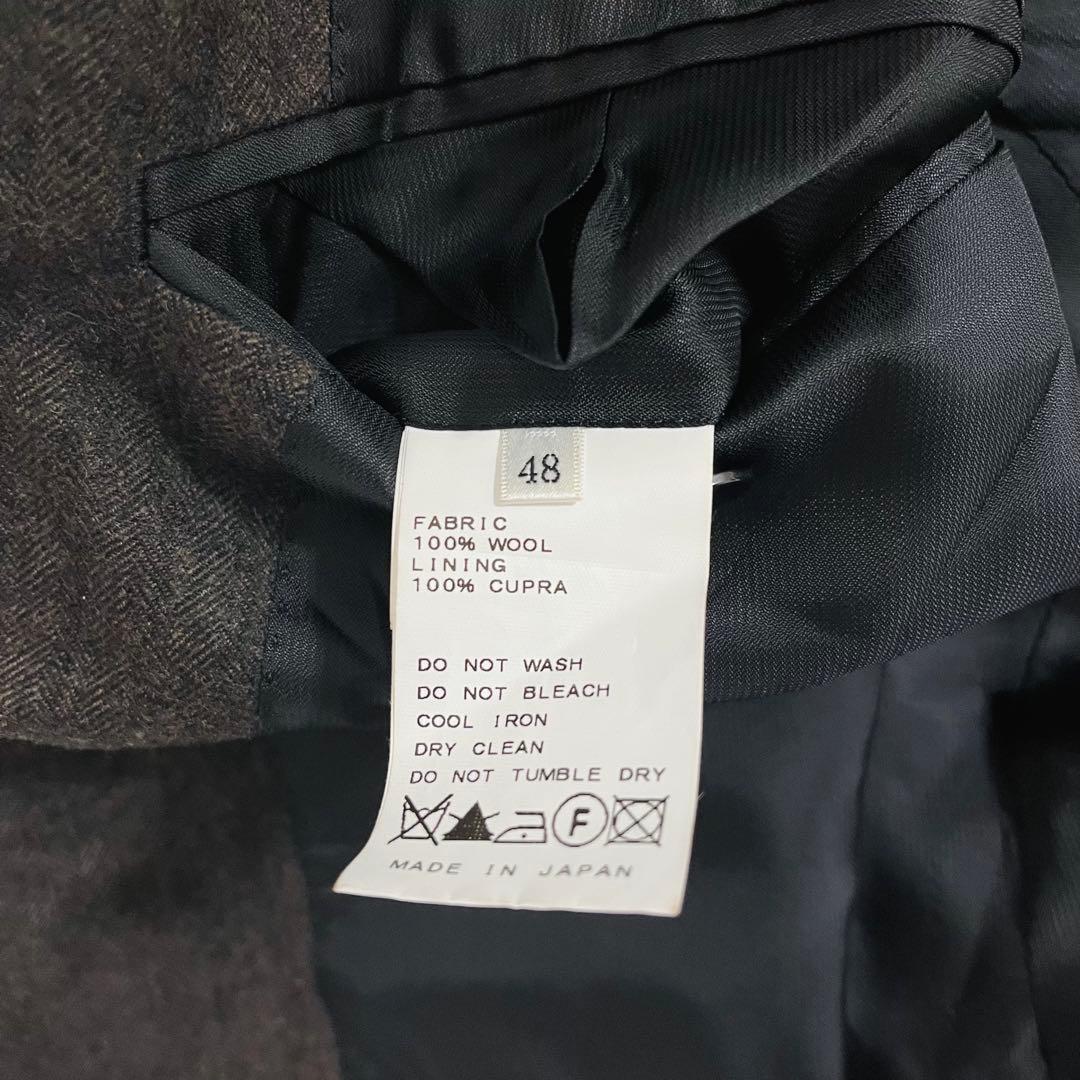 48
FABRIC
100% WOOL
LINING
100% CUPRA
DO NOT WASH
DO NOT BLEACH
COOL IRON
DRY CLEAN
DO NOT TUMBLE DRY
F
MADE IN JAPAN